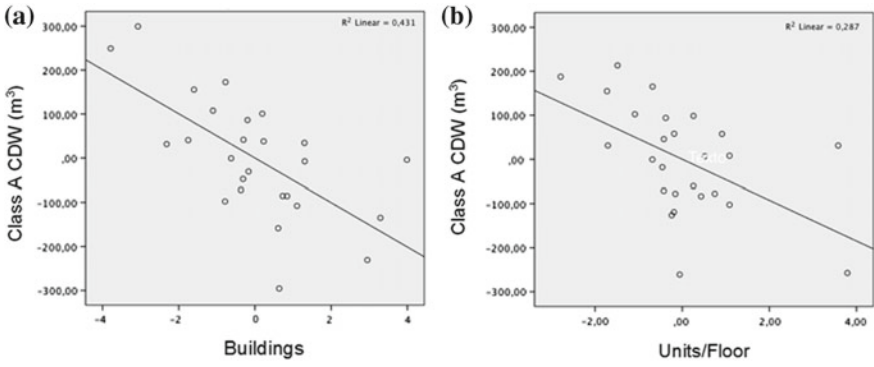 (a)
R² Linear = 0,431
Class A CDW (m³)
300,00
200,00
100,00
,00
-100,00
-200,00
-300,00
-4 -2 0 2 4
Buildings
(b)
R² Linear = 0,287
Class A CDW (m³)
300,00
200,00
100,00
,00
-100,00
-200,00
-300,00
-2,00 ,00 2,00 4,00
Units/Floor